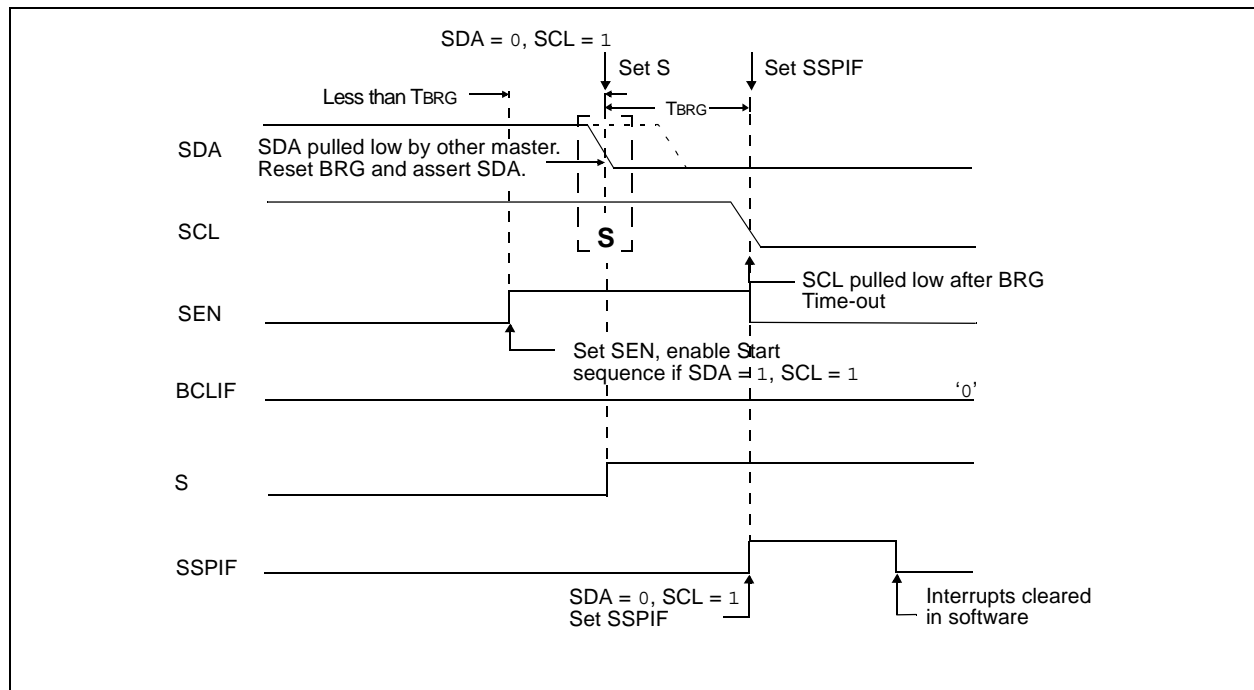 SDA = 0, SCL = 1
Set S
Set SSPIF
Less than TBRG
TBRG
SDA
SDA pulled low by other master.
Reset BRG and assert SDA.
SCL
S
SCL pulled low after BRG
Time-out
SEN
Set SEN, enable Start
sequence if SDA = 1, SCL = 1
BCLIF
‘0’
S
SSPIF
SDA = 0, SCL = 1
Set SSPIF
Interrupts cleared
in software